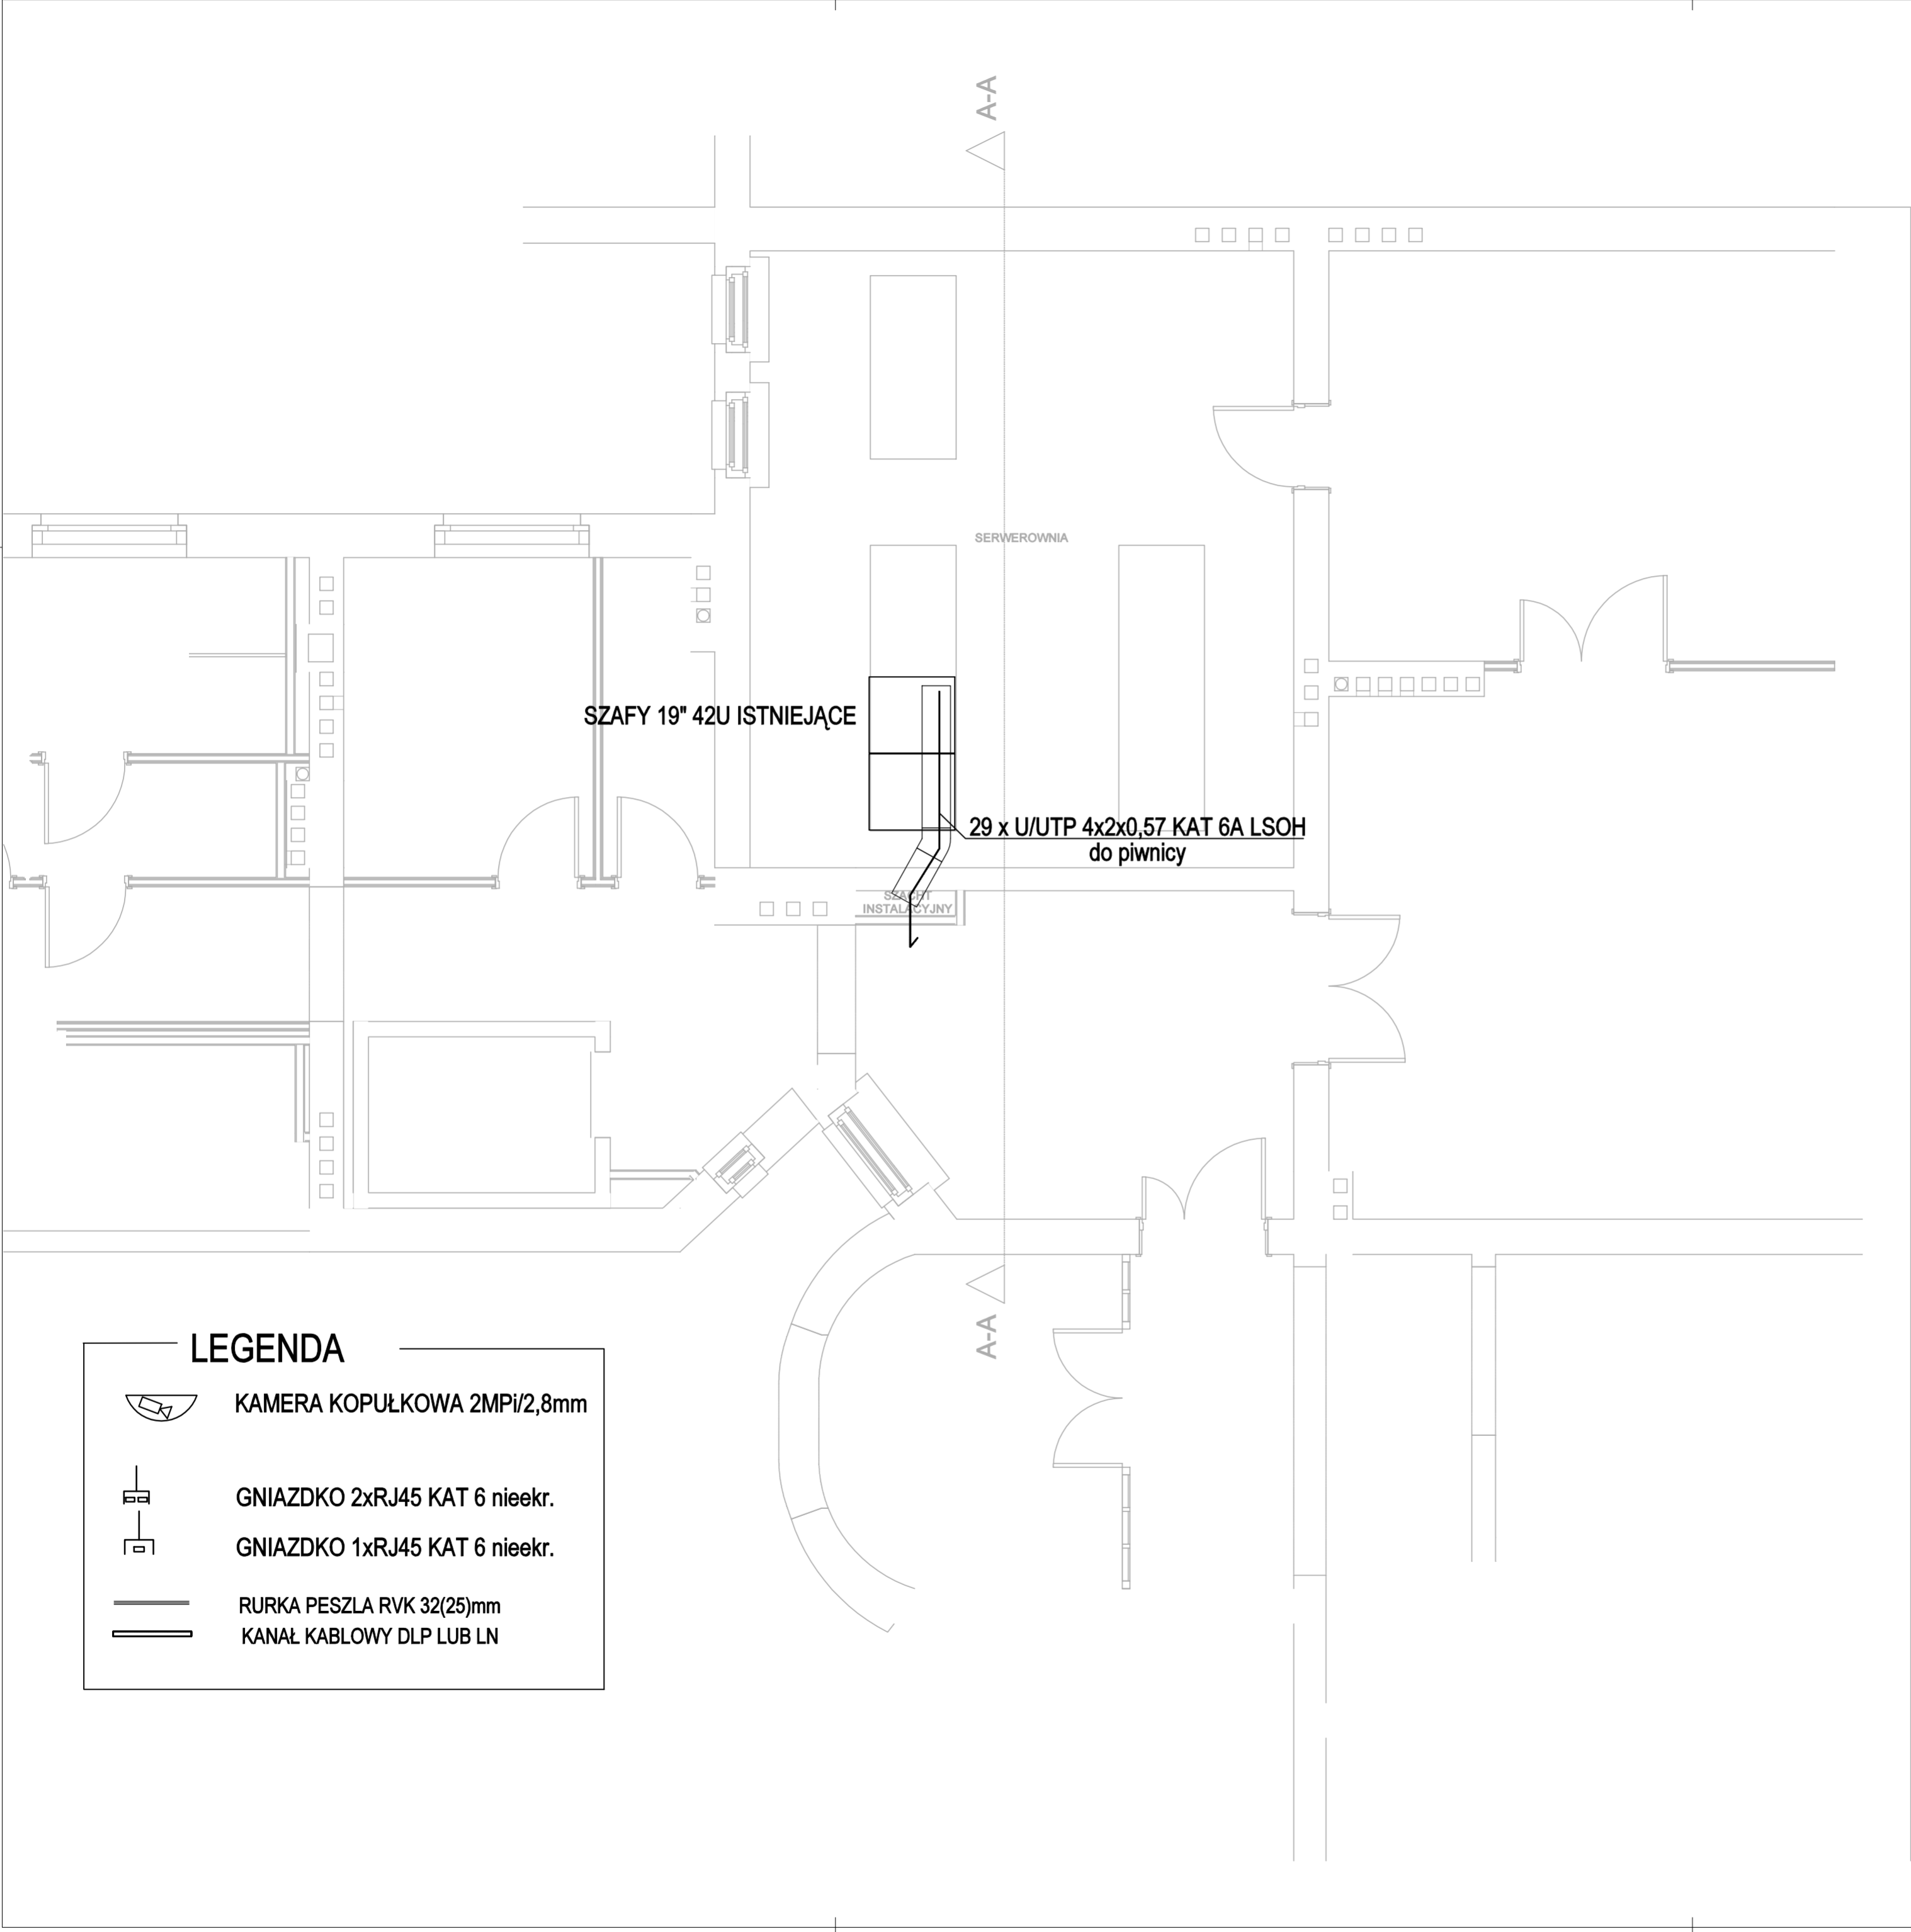 A-A
SERWEROWNIA
SZAFY 19" 42U ISTNIEJĄCE
29 x U/UTP 4x2x0,57 KAT 6A LSOH
do piwnicy
SZACHT
INSTALACYJNY
A-A
LEGENDA
KAMERA KOPUŁKOWA 2MPi/2,8mm
GNIAZDKO 2xRJ45 KAT 6 nieekr.
GNIAZDKO 1xRJ45 KAT 6 nieekr.
RURKA PESZLA RVK 32(25)mm
KANAŁ KABLOWY DLP LUB LN